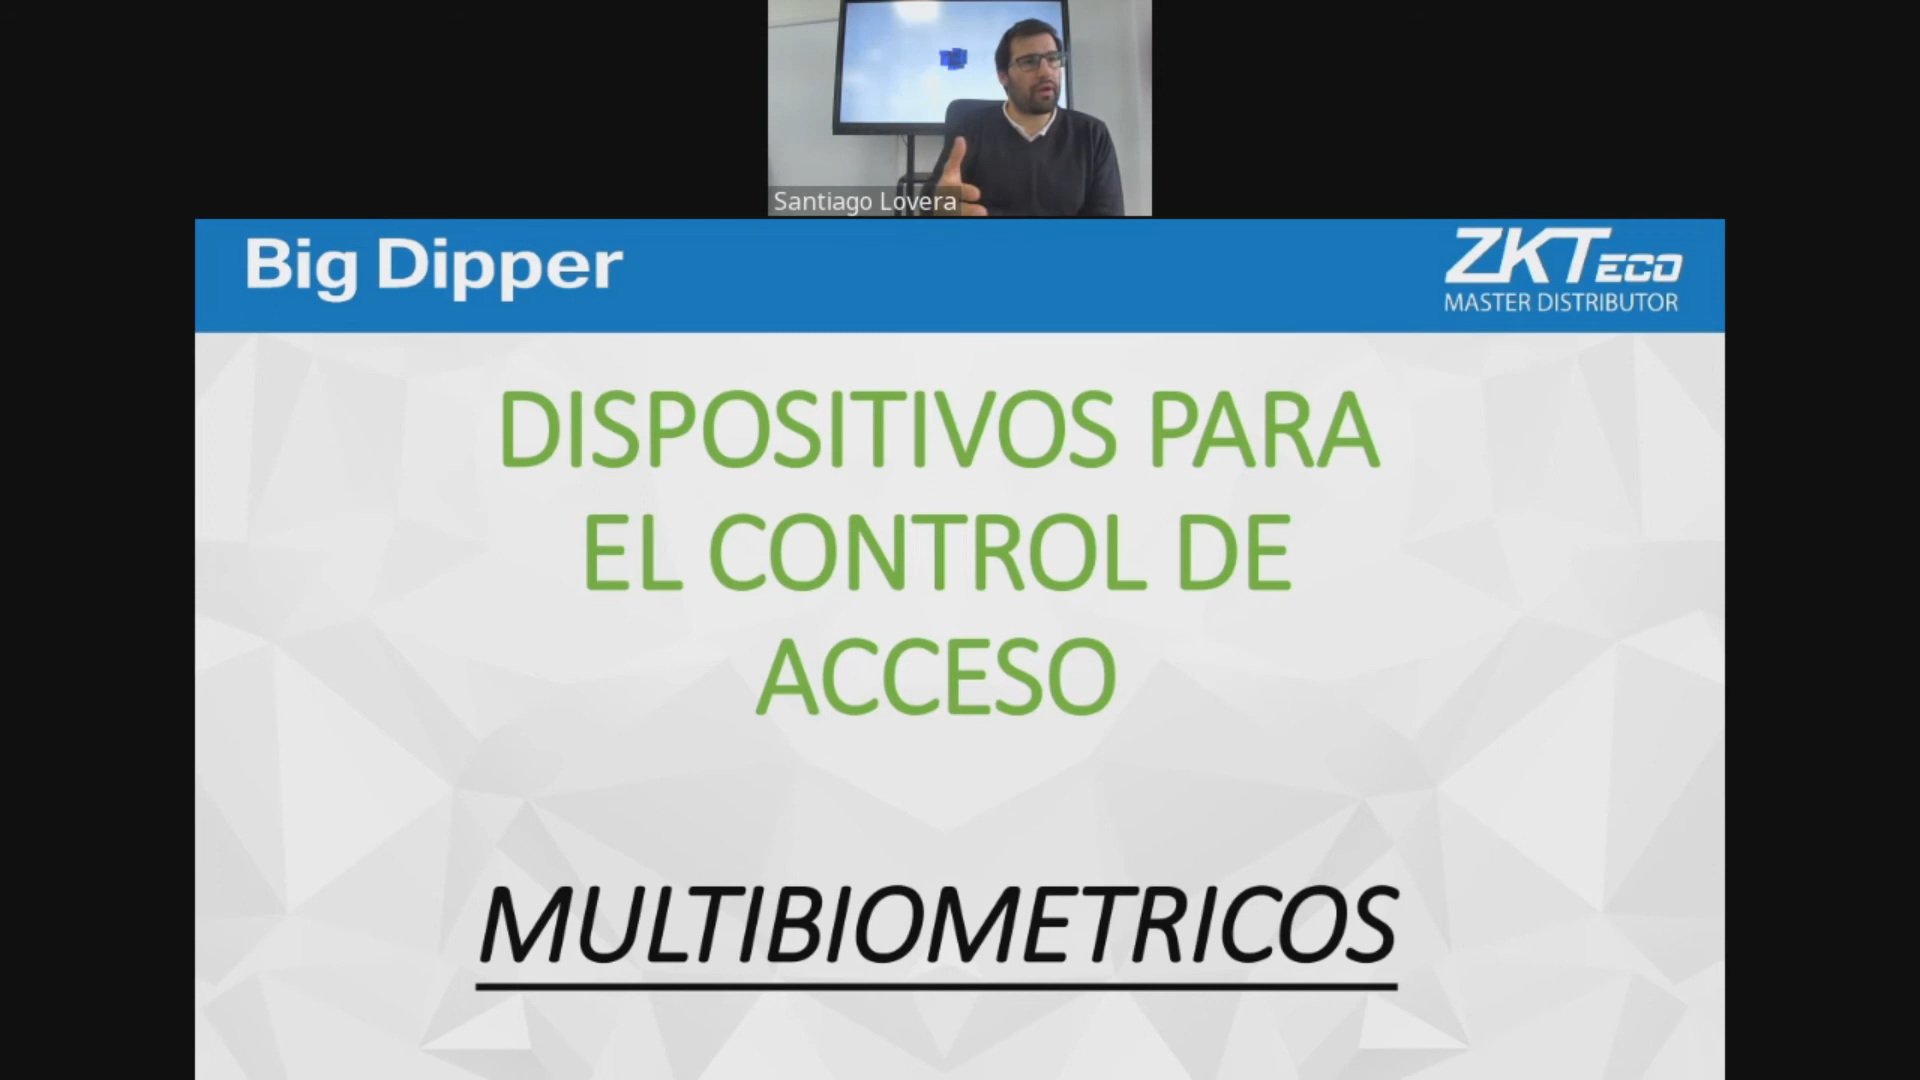 Santiago Lovera
Big Dipper
ZKTeco
MASTER DISTRIBUTOR
DISPOSITIVOS PARA
EL CONTROL DE
ACCESO
MULTIBIOMETRICOS